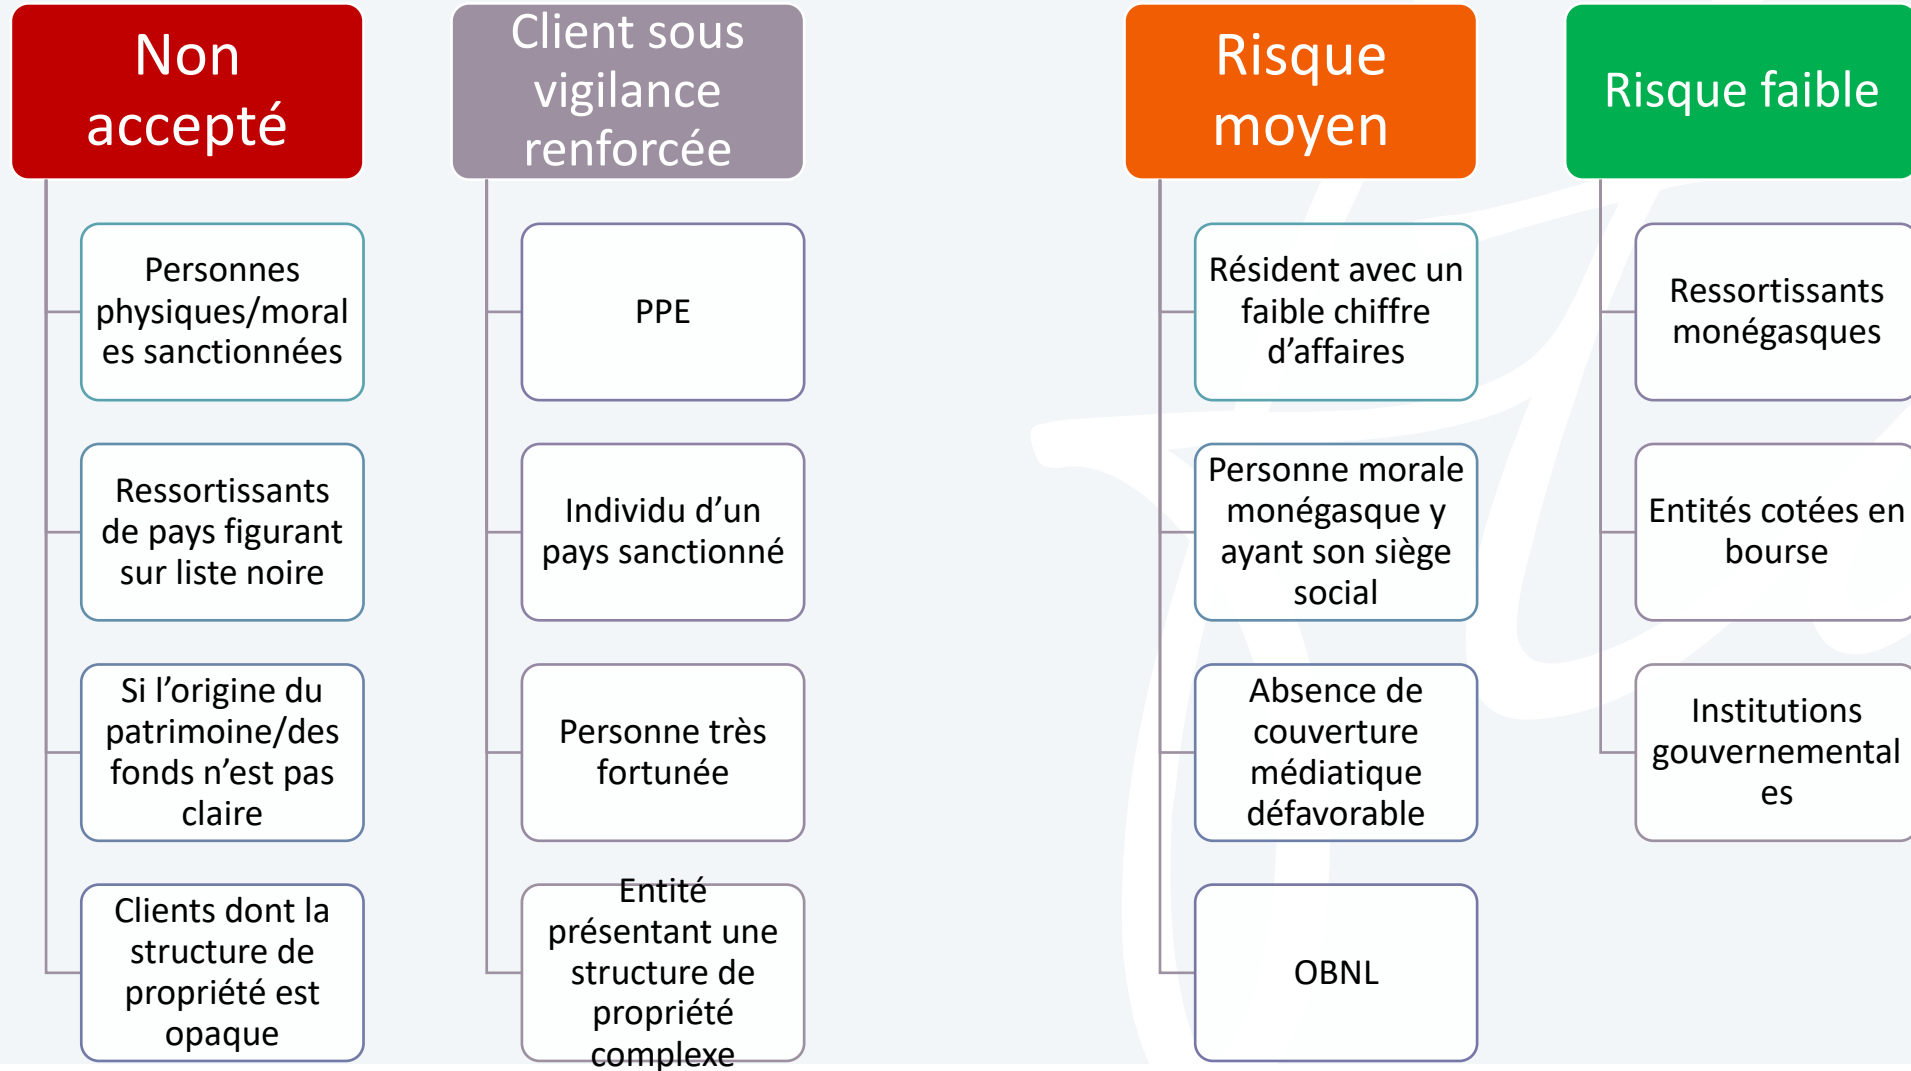 Non
accepté
Personnes
physiques/moral
es sanctionnées
Ressortissants
de pays figurant
sur liste noire
Si l’origine du
patrimoine/des
fonds n’est pas
claire
Clients dont la
structure de
propriété est
opaque
Client sous
vigilance
renforcée
PPE
Individu d’un
pays sanctionné
Personne très
fortunée
Entité
présentant une
structure de
propriété
complexe
Risque
moyen
Résident avec un
faible chiffre
d’affaires
Personne morale
monégasque y
ayant son siège
social
Absence de
couverture
médiatique
défavorable
OBNL
Risque faible
Ressortissants
monégasques
Entités cotées en
bourse
Institutions
gouvernemental
es